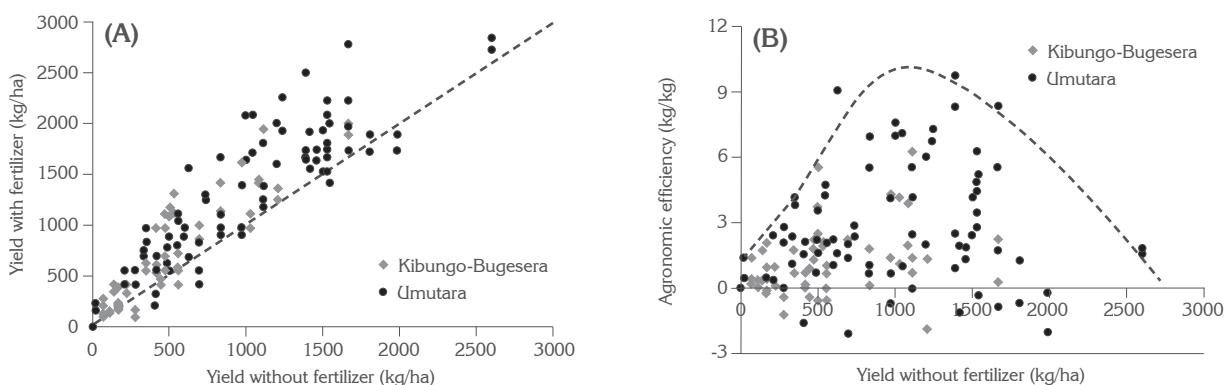 (A)
Yield with fertilizer (kg/ha)
3000
2500
2000
1500
1000
500
0
0 500 1000 1500 2000 2500 3000
Yield without fertilizer (kg/ha)
Kibungo-Bugesera
Umutara
(B)
Agronomic efficiency (kg/kg)
12
9
6
3
0
-3
0 500 1000 1500 2000 2500 3000
Yield without fertilizer (kg/ha)
Kibungo-Bugesera
Umutara